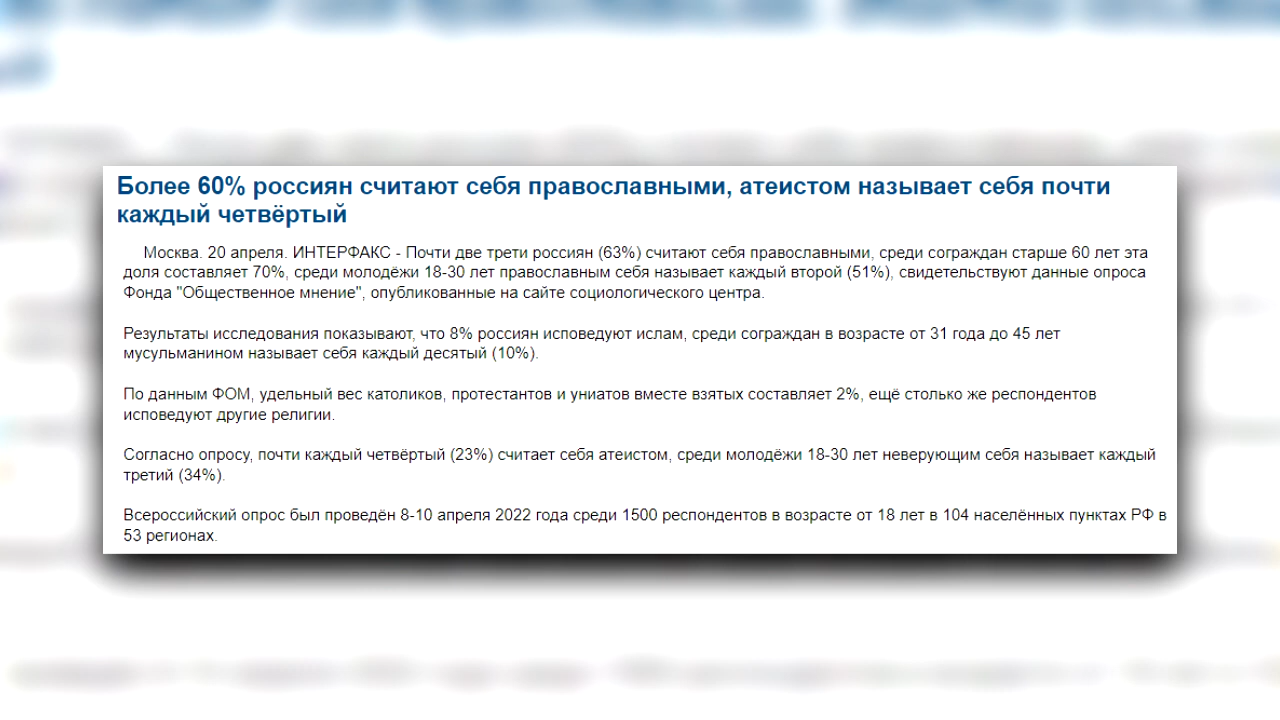 Более 60% россиян считают себя православными, атеистом называет себя почти
каждый четвёртый
Москва. 20 апреля. ИНТЕРФАКС - Почти две трети россиян (63%) считают себя православными, среди сограждан старше 60 лет эта
доля составляет 70%, среди молодёжи 18-30 лет православным себя называет каждый второй (51%), свидетельствуют данные опроса
Фонда "Общественное мнение", опубликованные на сайте социологического центра.
Результаты исследования показывают, что 8% россиян исповедуют ислам, среди сограждан в возрасте от 31 года до 45 лет
мусульманином называет себя каждый десятый (10%).
По данным ФОМ, удельный вес католиков, протестантов и униатов вместе взятых составляет 2%, ещё столько же респондентов
исповедуют другие религии.
Согласно опросу, почти каждый четвёртый (23%) считает себя атеистом, среди молодёжи 18-30 лет неверующим себя называет каждый
третий (34%).
Всероссийский опрос был проведён 8-10 апреля 2022 года среди 1500 респондентов в возрасте от 18 лет в 104 населённых пунктах РФ в
53 регионах.